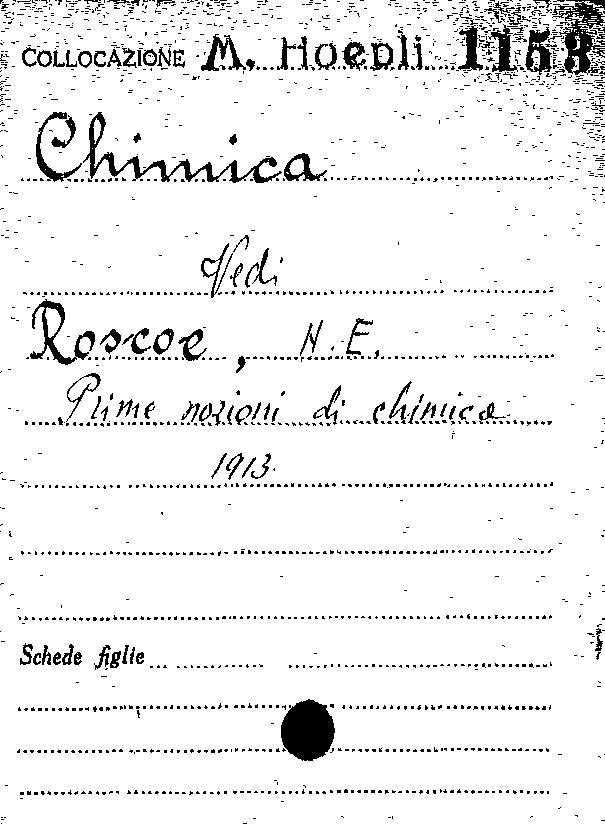 COLLOCAZIONE M. Hoepli 1153
Chimica
Vedi
Roscoe, H. E.
Prime nozioni di chimica
1913.
Schede figlie